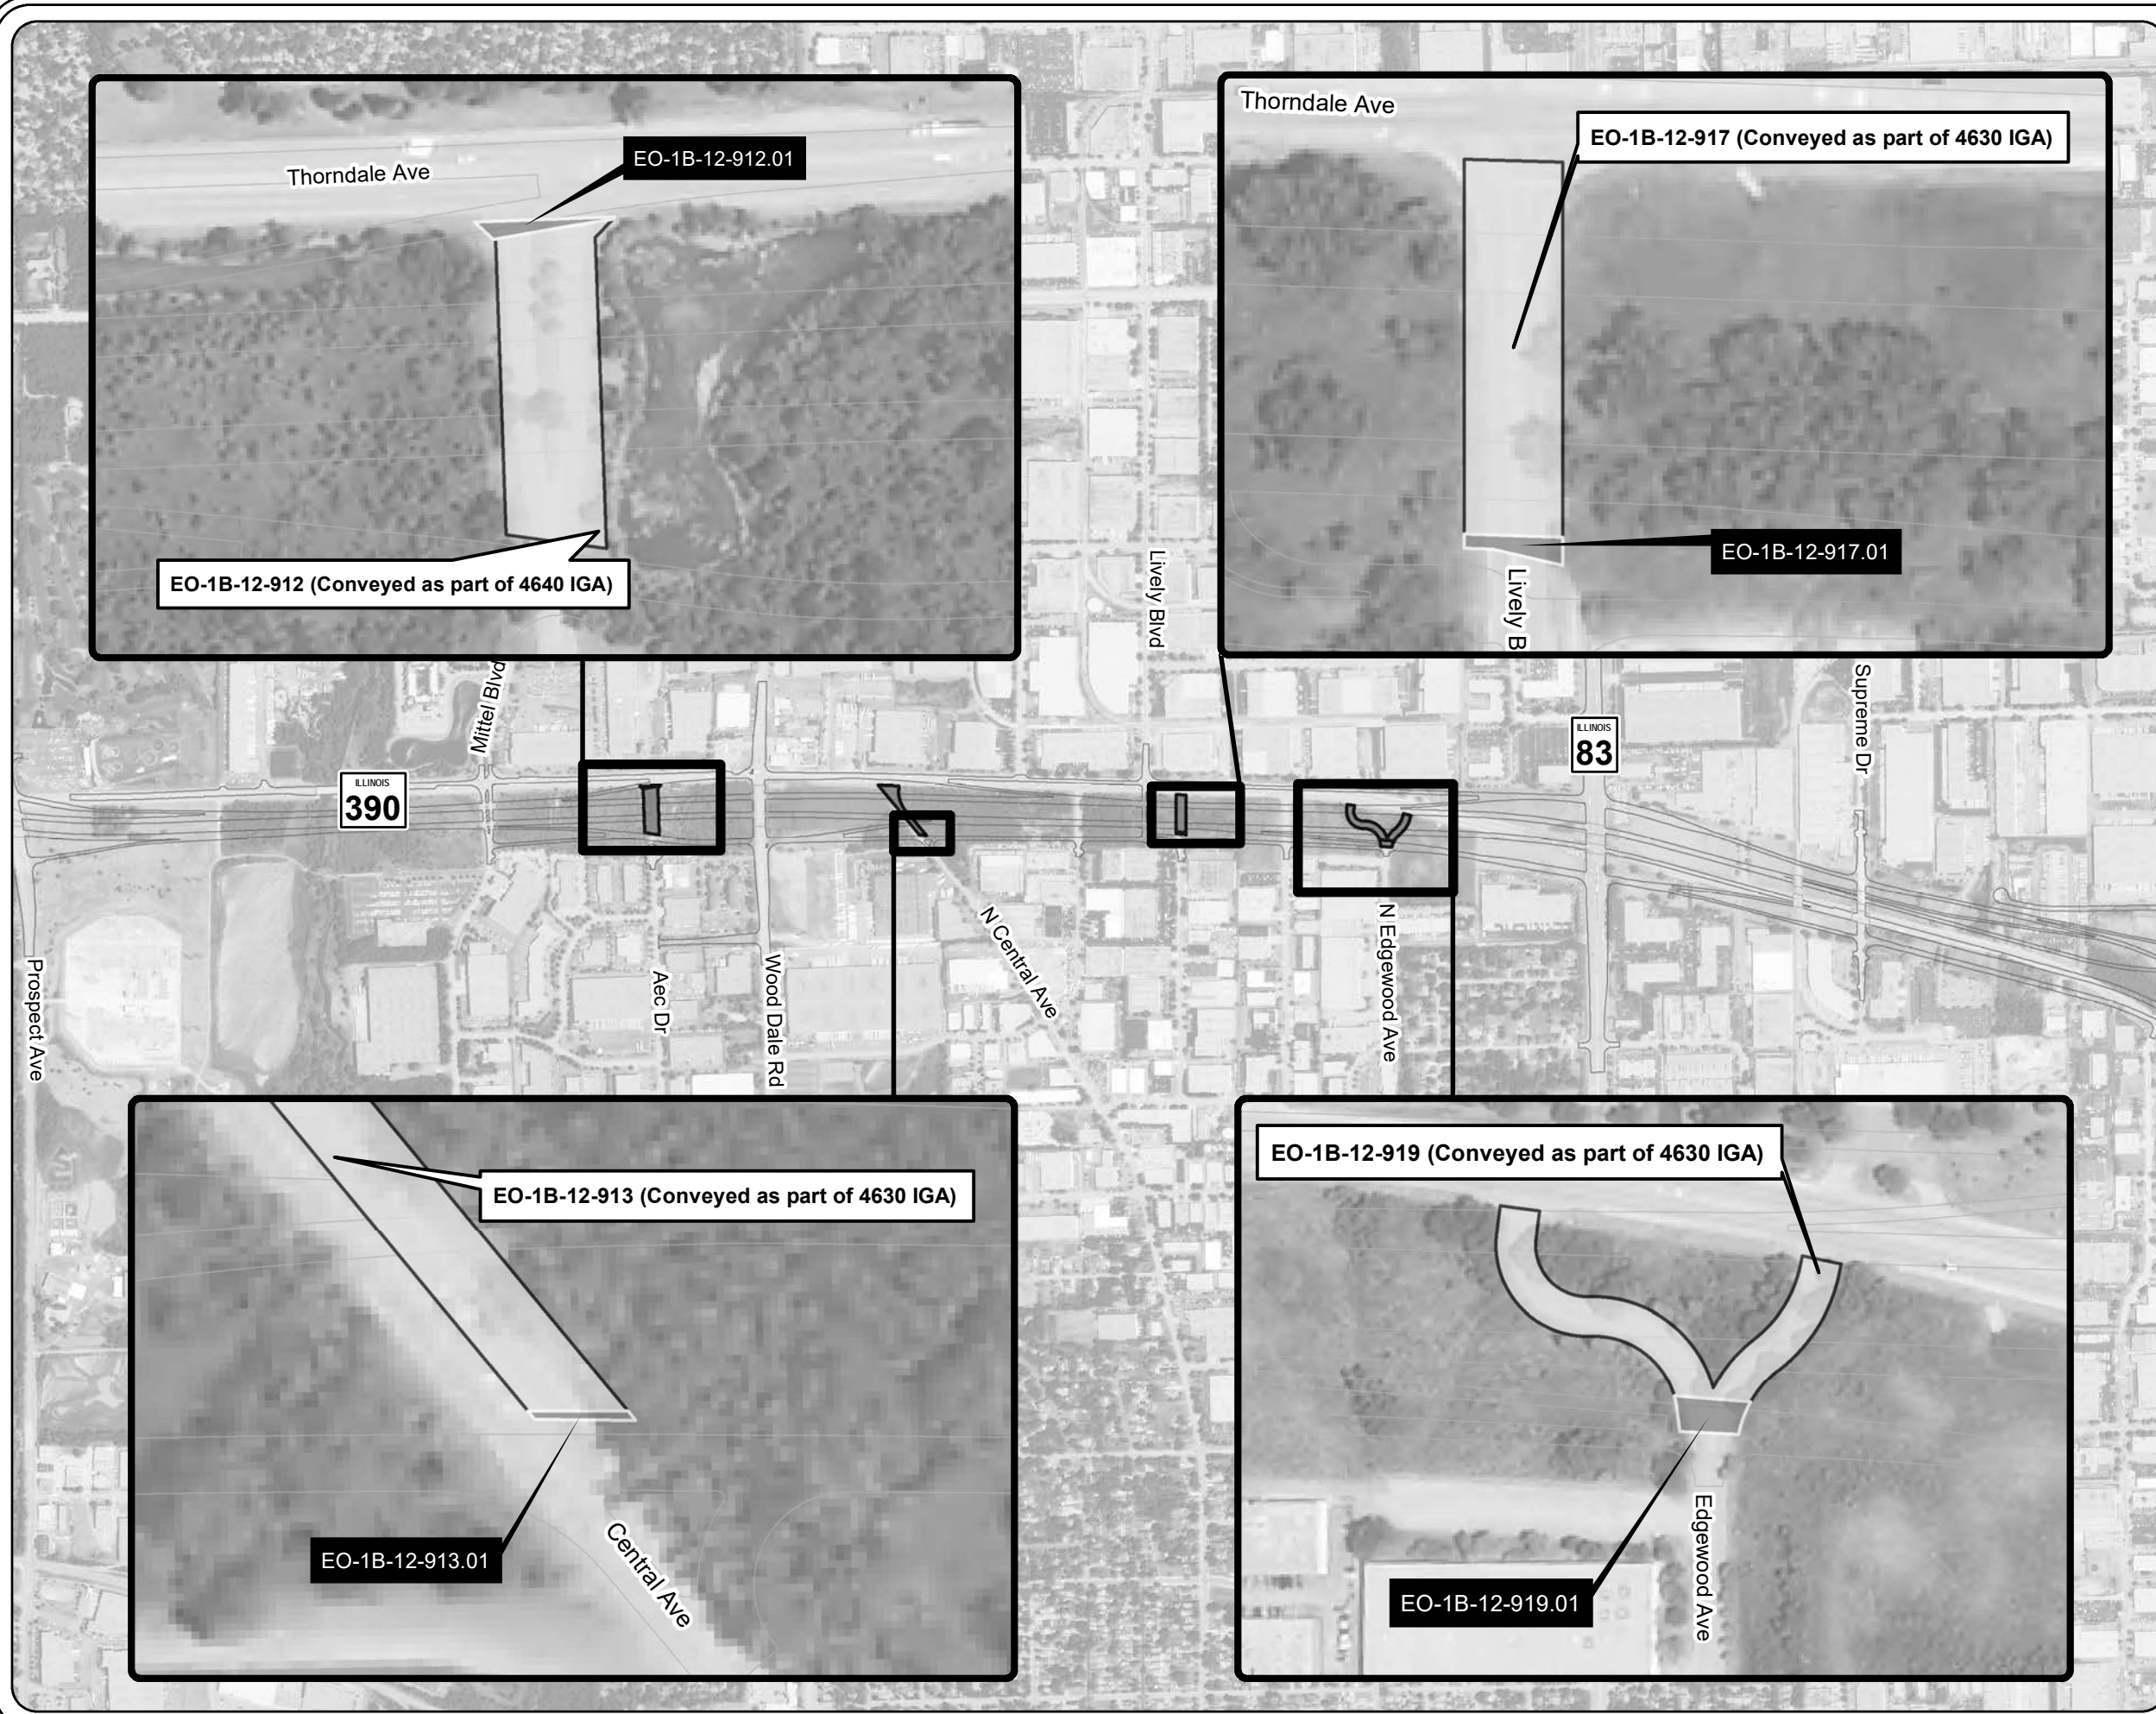 Thorndale Ave
EO-1B-12-912.01
EO-1B-12-912 (Conveyed as part of 4640 IGA)
Thorndale Ave
EO-1B-12-917 (Conveyed as part of 4630 IGA)
EO-1B-12-917.01
Lively B
Lively Blvd
Mittel Blvd
Supreme Dr
ILLINOIS
390
ILLINOIS
83
Prospect Ave
Aec Dr
Wood Dale Rd
N Central Ave
N Edgewood Ave
EO-1B-12-913 (Conveyed as part of 4630 IGA)
EO-1B-12-913.01
Central Ave
EO-1B-12-919 (Conveyed as part of 4630 IGA)
EO-1B-12-919.01
Edgewood Ave